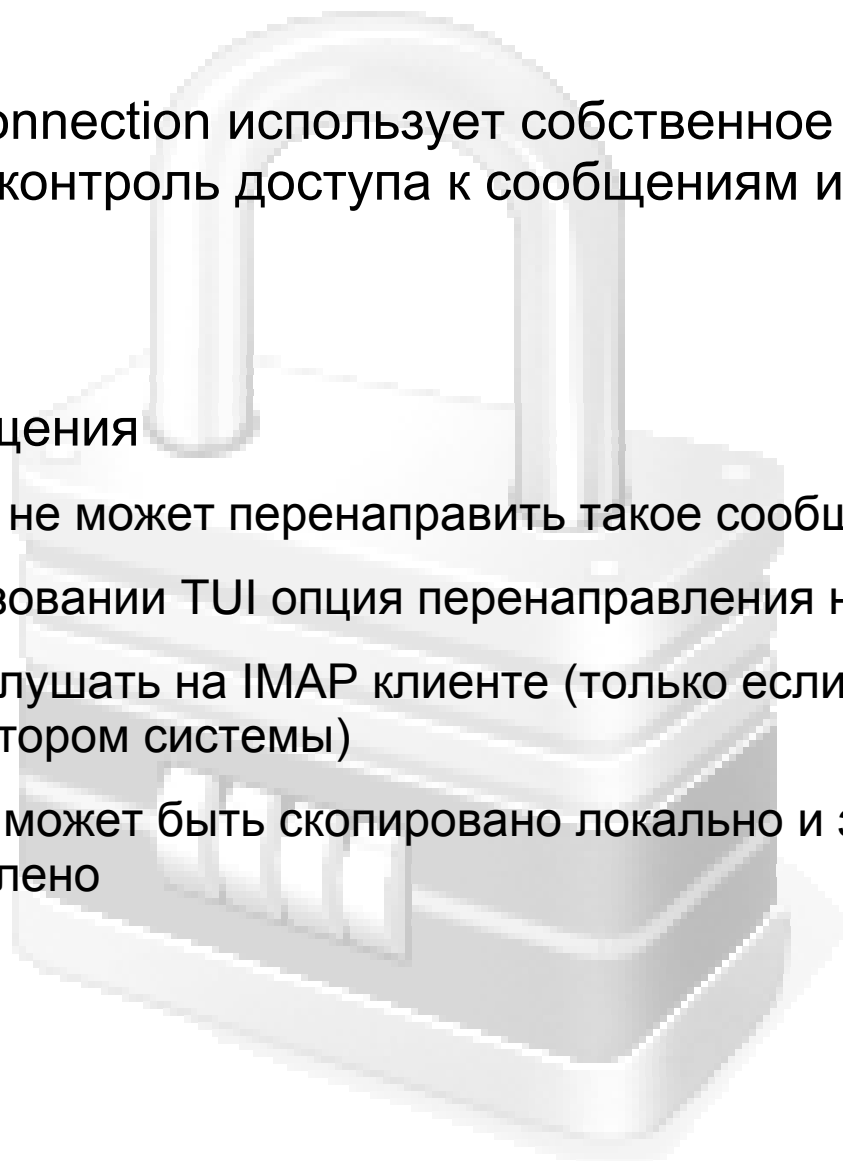 onnection использует собственное
контроль доступа к сообщениям и
щения
не может перенаправить такое сообщ
зовании TUI опция перенаправления н
лушать на IMAP клиенте (только если
тором системы)
может быть скопировано локально и з
лено